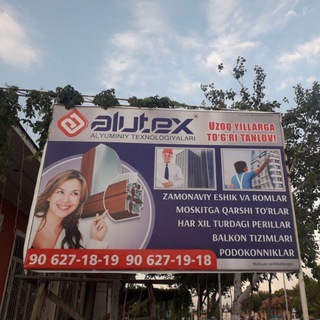 alutex
ALYUMINIY TEXNOLOGIYALARI
UZOQ YILLARGA
TO'G'RI TANLOV!
ZAMONAVIY ESHIK VA ROMLAR
MOSKITGA QARSHI TO'RLAR
HAR XIL TURDAGI PERILLAR
BALKON TIZIMLARI
PODOKONNIKLAR
90 627-18-19 90 627-19-18